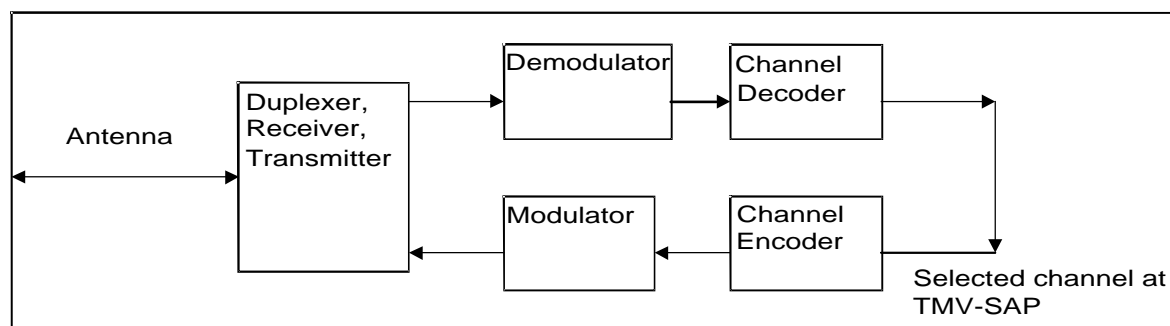 Antenna
Duplexer,
Receiver,
Transmitter
Demodulator
Channel
Decoder
Modulator
Channel
Encoder
Selected channel at
TMV-SAP